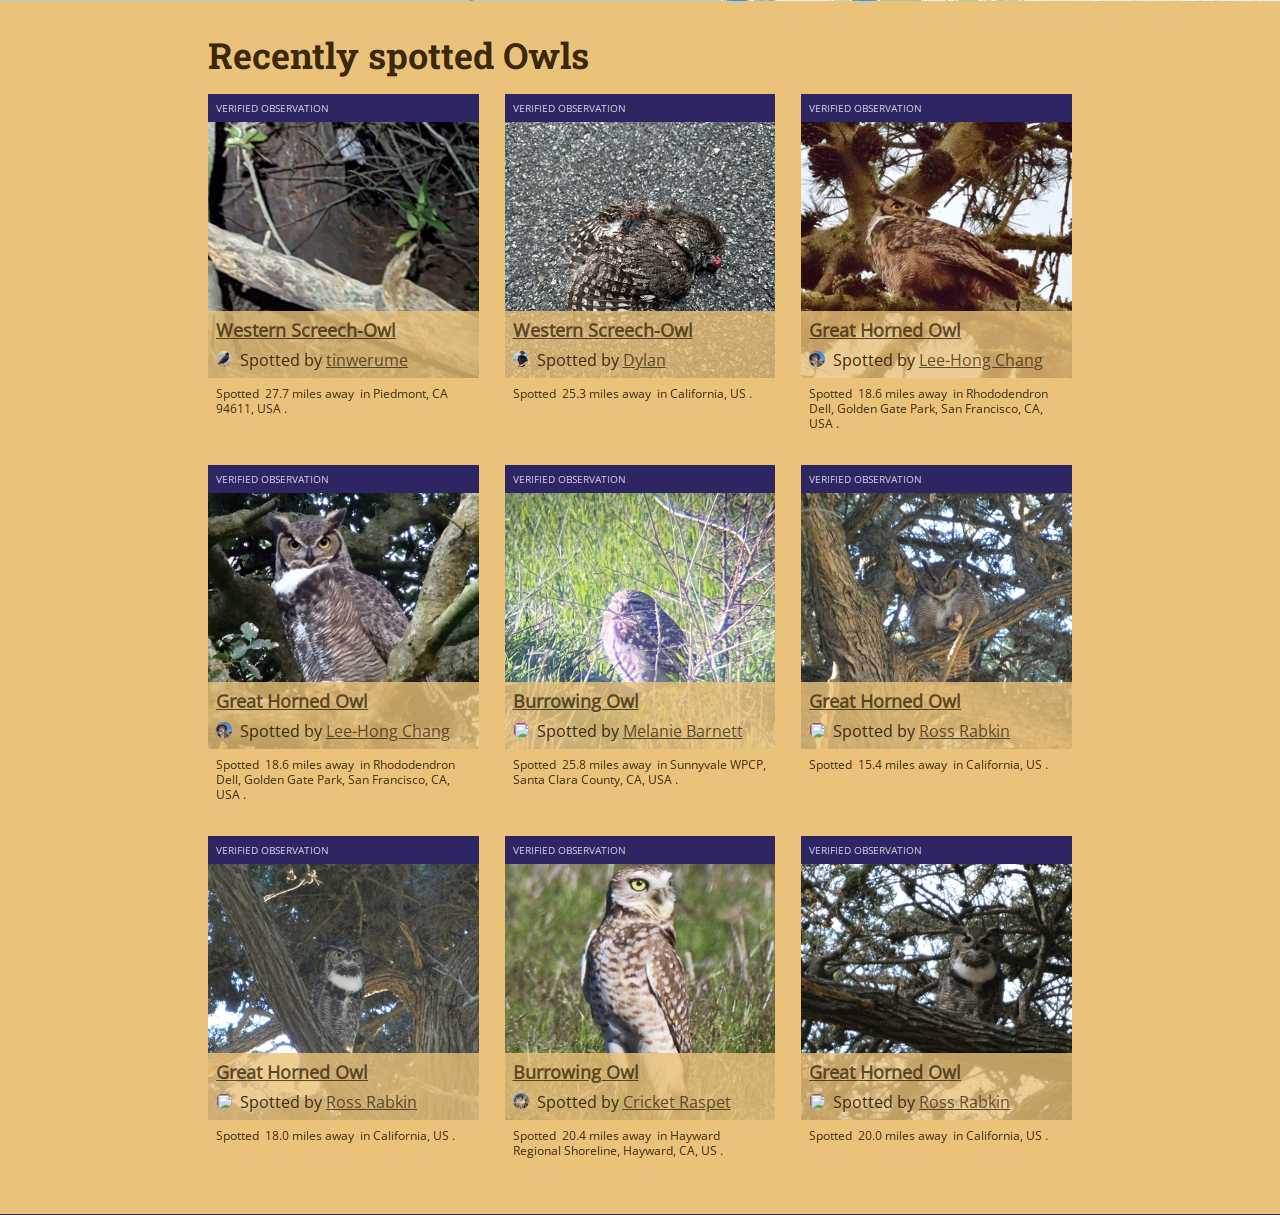 Recently spotted Owls
VERIFIED OBSERVATION
Western Screech-Owl
Spotted by tinwerume
Spotted 27.7 miles away in Piedmont, CA
94611, USA .
VERIFIED OBSERVATION
Western Screech-Owl
Spotted by Dylan
Spotted 25.3 miles away in California, US .
VERIFIED OBSERVATION
Great Horned Owl
Spotted by Lee-Hong Chang
Spotted 18.6 miles away in Rhododendron
Dell, Golden Gate Park, San Francisco, CA,
USA .
VERIFIED OBSERVATION
Great Horned Owl
Spotted by Lee-Hong Chang
Spotted 18.6 miles away in Rhododendron
Dell, Golden Gate Park, San Francisco, CA,
USA .
VERIFIED OBSERVATION
Burrowing Owl
Spotted by Melanie Barnett
Spotted 25.8 miles away in Sunnyvale WPCP,
Santa Clara County, CA, USA .
VERIFIED OBSERVATION
Great Horned Owl
Spotted by Ross Rabkin
Spotted 15.4 miles away in California, US .
VERIFIED OBSERVATION
Great Horned Owl
Spotted by Ross Rabkin
Spotted 18.0 miles away in California, US .
VERIFIED OBSERVATION
Burrowing Owl
Spotted by Cricket Raspet
Spotted 20.4 miles away in Hayward
Regional Shoreline, Hayward, CA, US .
VERIFIED OBSERVATION
Great Horned Owl
Spotted by Ross Rabkin
Spotted 20.0 miles away in California, US .